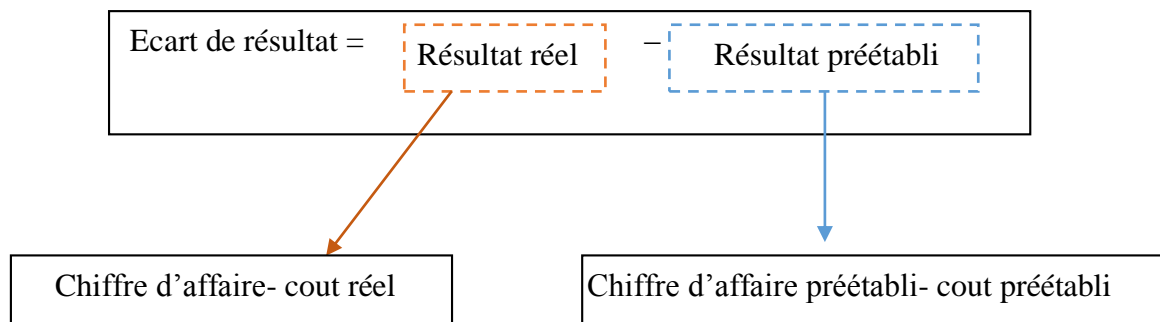 Ecart de résultat = Résultat réel – Résultat préétabli
Chiffre d’affaire- cout réel
Chiffre d’affaire préétabli- cout préétabli